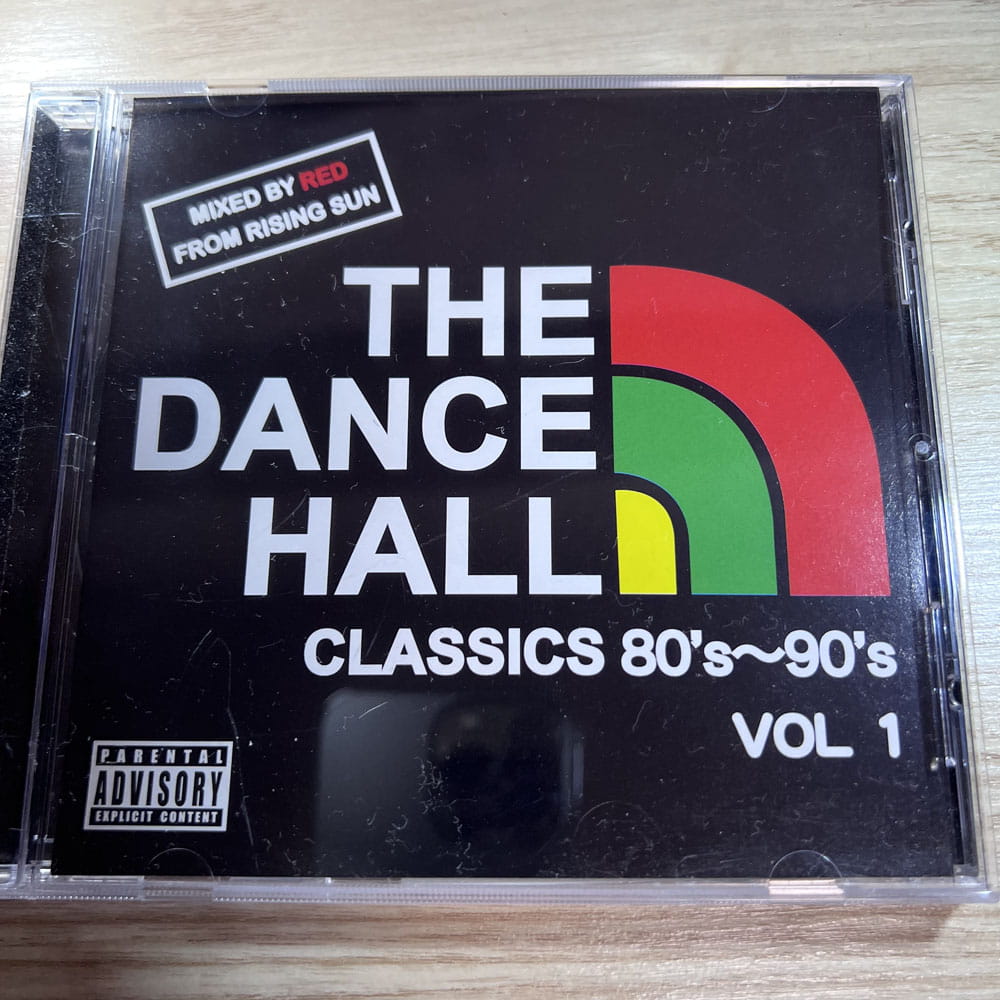 MIXED BY RED
FROM RISING SUN
THE
DANCE
HALL
CLASSICS 80's～90's
VOL 1
PARENTAL
ADVISORY
EXPLICIT CONTENT